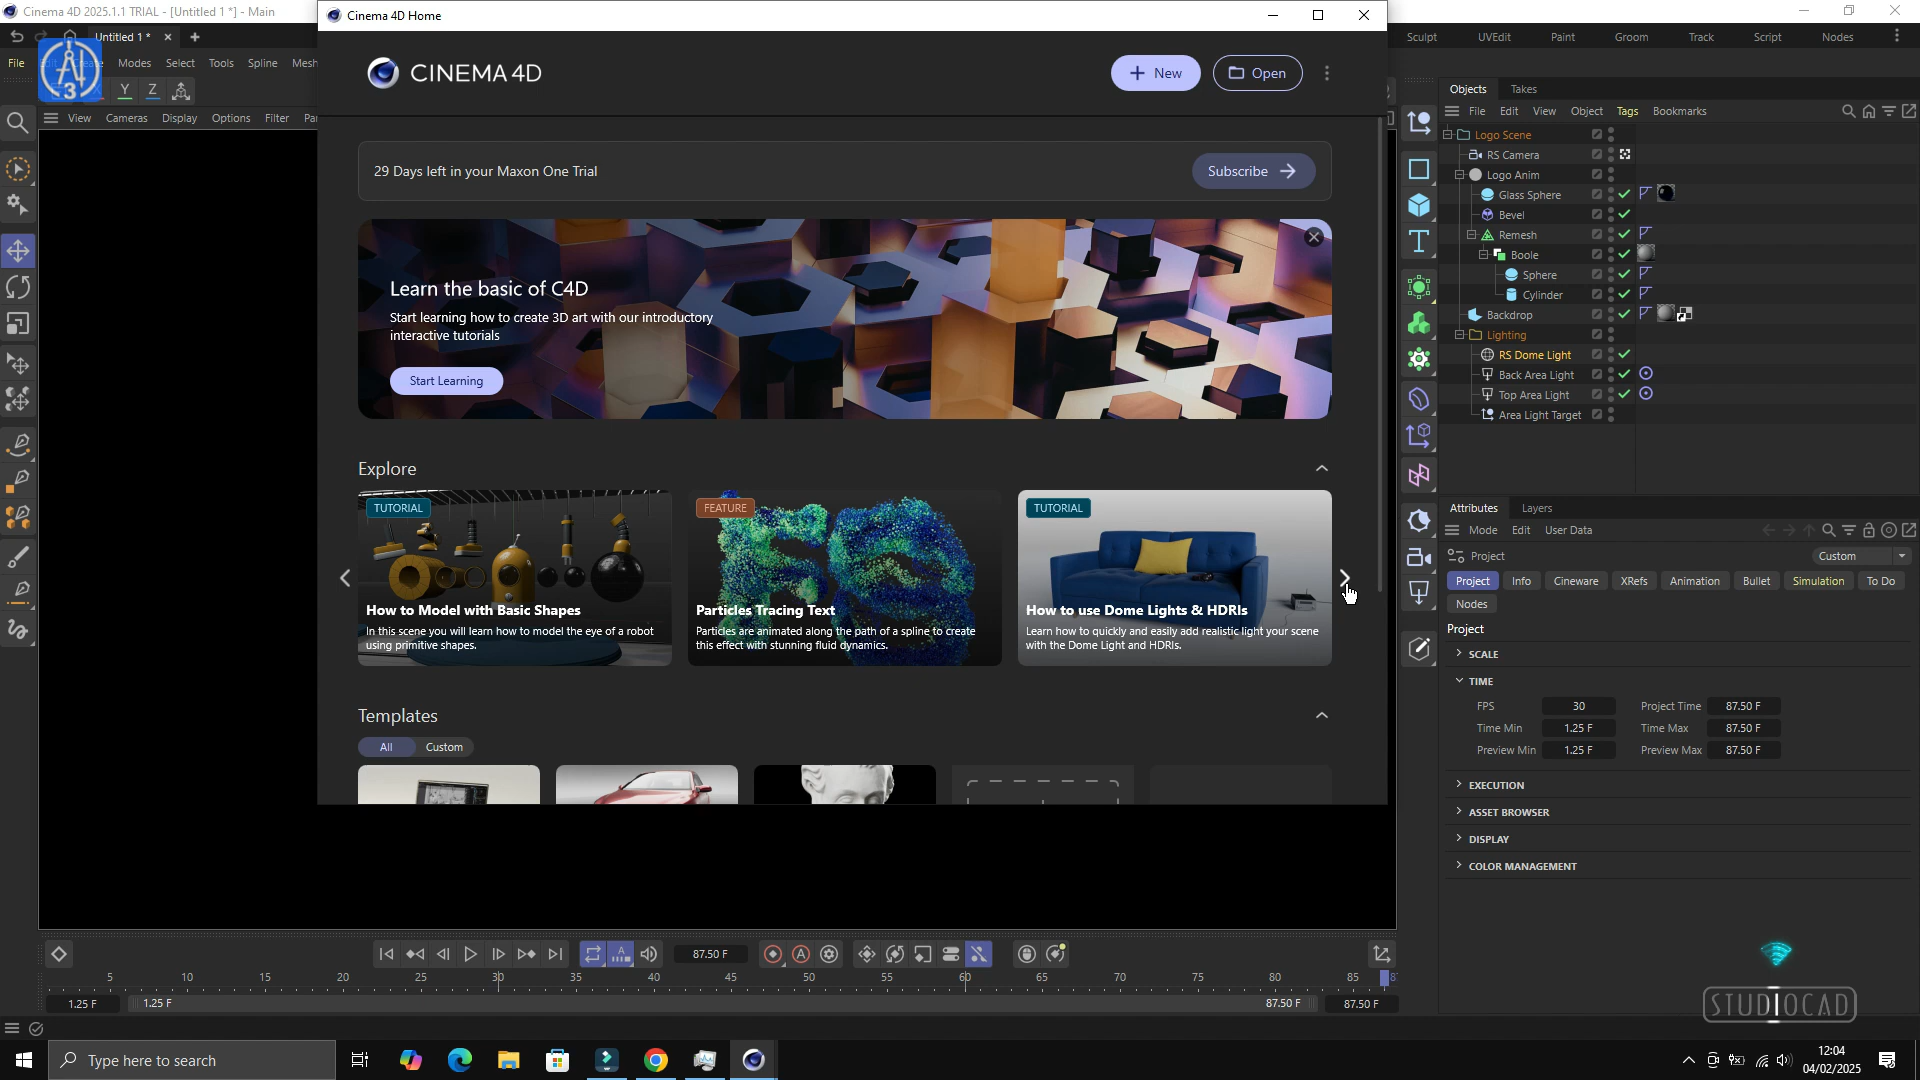 Cinema 4D 2025.1.1 TRIAL - [Untitled 1 *] - Main
Cinema 4D Home
Untitled 1 *
Sculpt
UVEdit
Paint
Groom
Track
Script
Nodes
File
Modes
Select
Tools
Spline
Mesh
CINEMA 4D
New
Open
A
3
Y
Z
Objects
Takes
View
Cameras
Display
Options
Filter
File
Edit
View
Object
Tags
Bookmarks
29 Days left in your Maxon One Trial
Subscribe
Logo Scene
RS Camera
Logo Anim
Glass Sphere
Bevel
Remesh
Boole
Sphere
Cylinder
Backdrop
Lighting
RS Dome Light
Back Area Light
Top Area Light
Area Light Target
Learn the basic of C4D
Start learning how to create 3D art with our introductory
interactive tutorials
Start Learning
Explore
TUTORIAL
How to Model with Basic Shapes
In this scene you will learn how to model the eye of a robot
using primitive shapes.
FEATURE
Particles Tracing Text
Particles are animated along the path of a spline to create
this effect with stunning fluid dynamics.
TUTORIAL
How to use Dome Lights & HDRIs
Learn how to quickly and easily add realistic light your scene
with the Dome Light and HDRIs.
Templates
All
Custom
Attributes
Layers
Mode
Edit
User Data
Project
Custom
Project
Info
Cineware
XRefs
Animation
Bullet
Simulation
To Do
Nodes
Project
SCALE
TIME
FPS 30 Project Time 87.50 F
Time Min 1.25 F Time Max 87.50 F
Preview Min 1.25 F Preview Max 87.50 F
EXECUTION
ASSET BROWSER
DISPLAY
COLOR MANAGEMENT
87.50 F
5 10 15 20 25 30 35 40 45 50 55 60 65 70 75 80 85
1.25 F
1.25 F
87.50 F
87.50 F
STUDIOCAD
Type here to search
12:04
04/02/2025